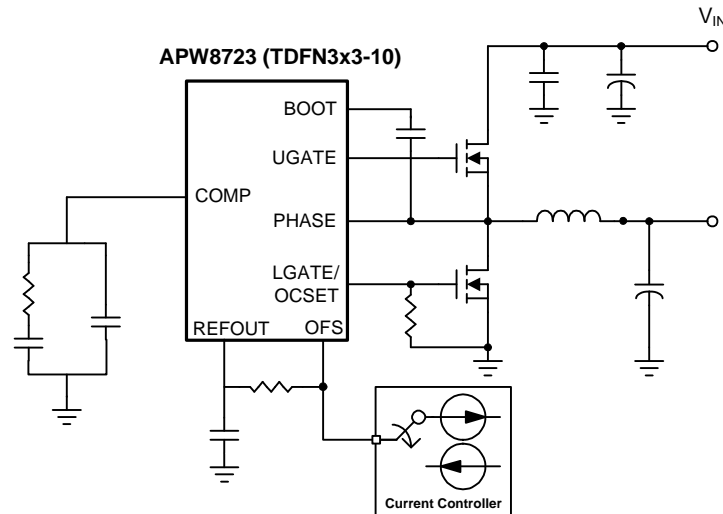 V_IN
APW8723 (TDFN3x3-10)
BOOT
UGATE
COMP
PHASE
LGATE/
OCSET
REFOUT OFS
Current Controller